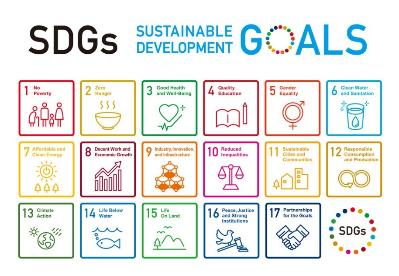 SDGs SUSTAINABLE DEVELOPMENT GOALS
1 No Poverty
2 Zero Hunger
3 Good Health and Well-Being
4 Quality Education
5 Gender Equality
6 Clean Water and Sanitation
7 Affordable and Clean Energy
8 Decent Work and Economic Growth
9 Industry, Innovation, and Infrastructure
10 Reduced Inequalities
11 Sustainable Cities and Communities
12 Responsible Consumption and Production
13 Climate Action
14 Life Below Water
15 Life On Land
16 Peace, Justice and Strong Institutions
17 Partnerships for the Goals
SDGs